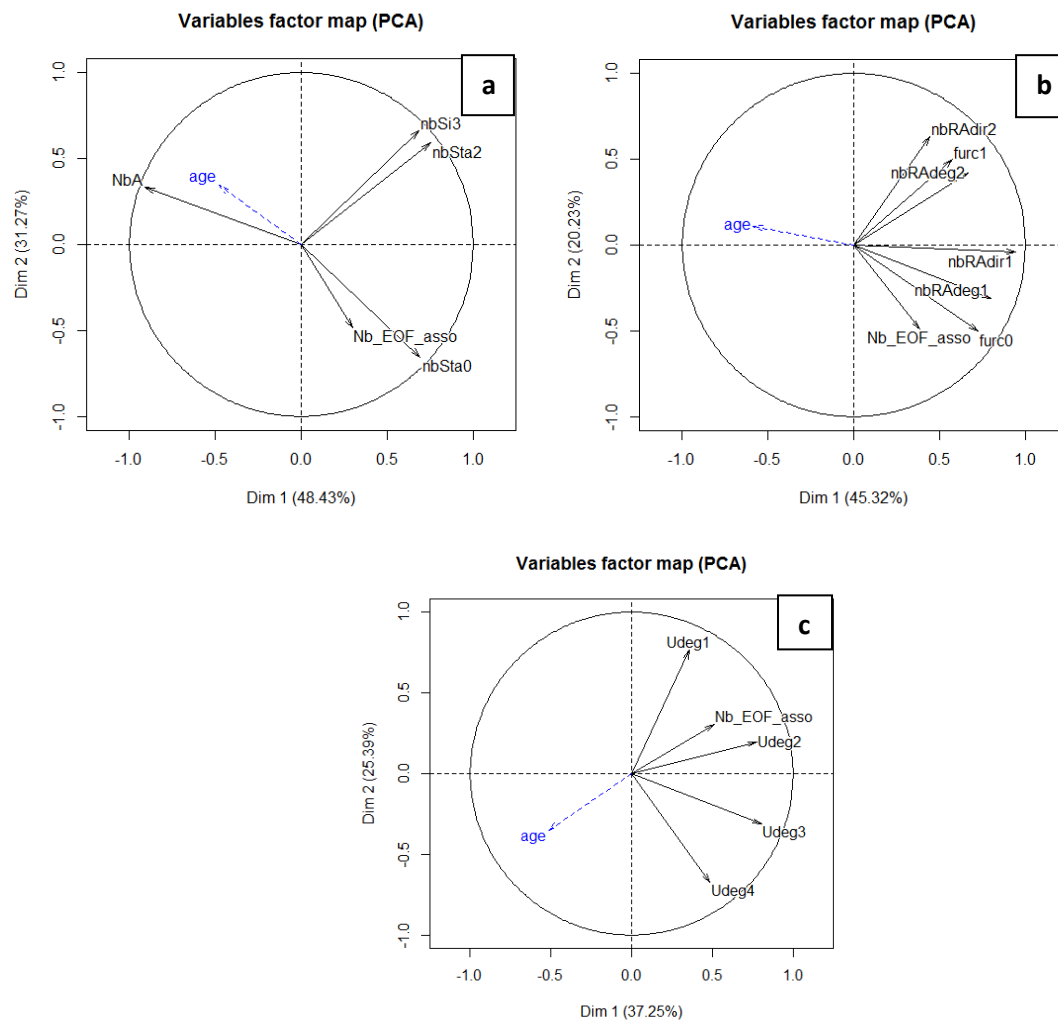 Variables factor map (PCA)
a
nbSi3
nbSta2
NbA
age
Nb_EOF_asso
nbSta0
1.0
0.5
0.0
-0.5
-1.0
Dim 2 (31.27%)
-1.0 -0.5 0.0 0.5 1.0
Dim 1 (48.43%)
Variables factor map (PCA)
b
nbRAdir2
furc1
nbRAdeg2
age
nbRAdir1
nbRAdeg1
Nb_EOF_asso
furc0
1.0
0.5
0.0
-0.5
-1.0
Dim 2 (20.23%)
-1.0 -0.5 0.0 0.5 1.0
Dim 1 (45.32%)
Variables factor map (PCA)
c
Udeg1
Nb_EOF_asso
Udeg2
Udeg3
age
Udeg4
1.0
0.5
0.0
-0.5
-1.0
Dim 2 (25.39%)
-1.0 -0.5 0.0 0.5 1.0
Dim 1 (37.25%)